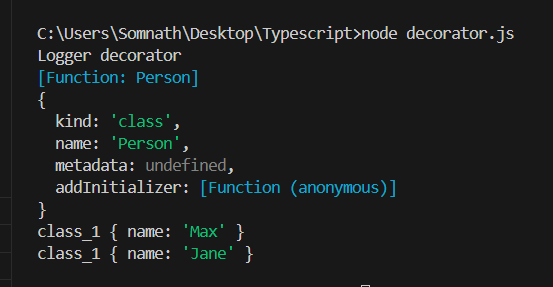 C:\Users\Somnath\Desktop\Typescript>node decorator.js
Logger decorator
[Function: Person]
{
  kind: 'class',
  name: 'Person',
  metadata: undefined,
  addInitializer: [Function (anonymous)]
}
class_1 { name: 'Max' }
class_1 { name: 'Jane' }